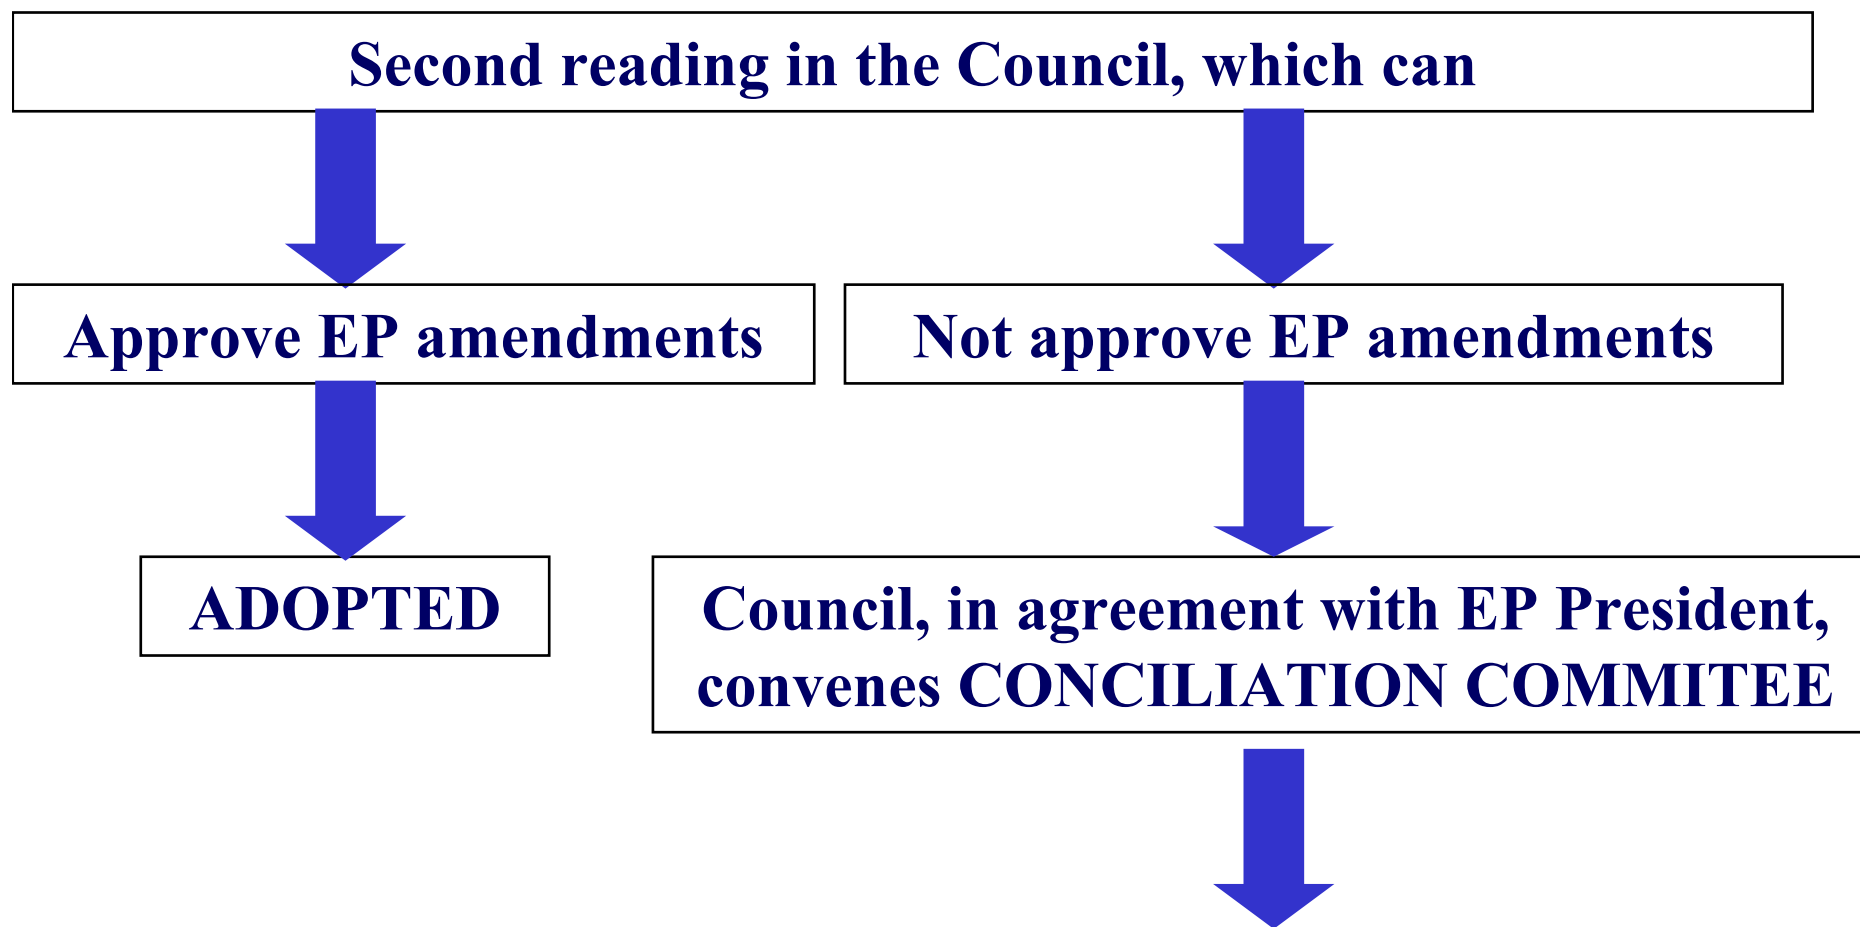 Second reading in the Council, which can
Approve EP amendments
Not approve EP amendments
ADOPTED
Council, in agreement with EP President,
convenes CONCILIATION COMMITEE